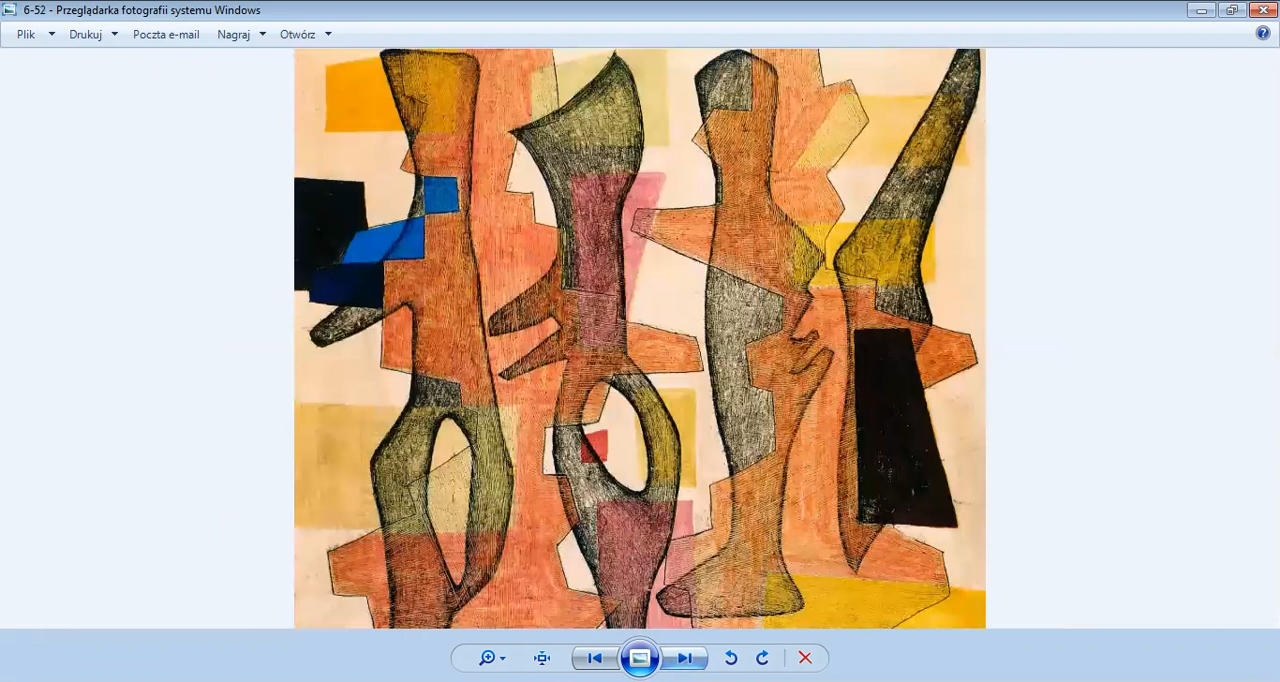 6-52 - Przeglądarka fotografii systemu Windows
Plik Drukuj Poczta e-mail Nagraj Otwórz